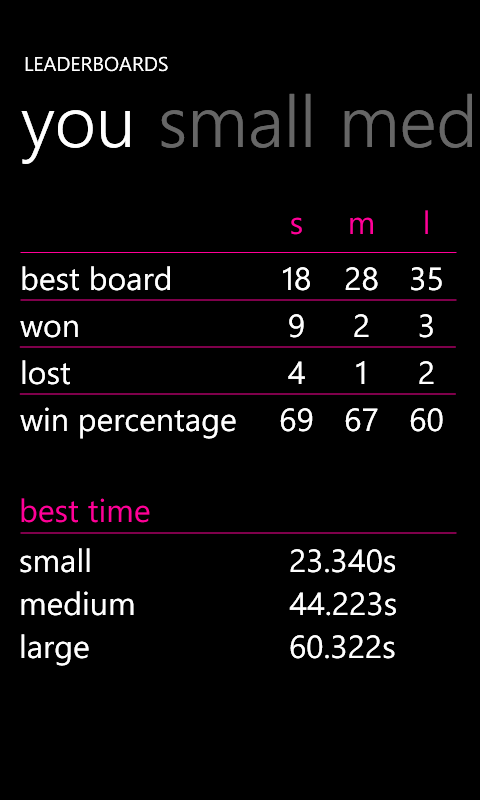 LEADERBOARDS
you small med
s m l
best board 18 28 35
won 9 2 3
lost 4 1 2
win percentage 69 67 60
best time
small 23.340s
medium 44.223s
large 60.322s